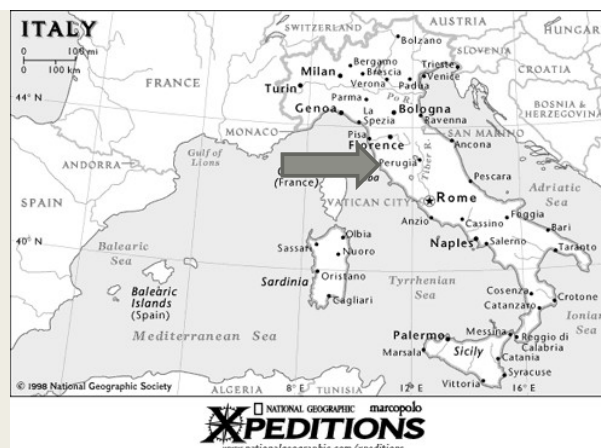 ITALY
0 100 mi
0 100 km
SWITZERLAND
AUSTRIA
HUNGARY
Bolzano
SLOVENIA
CROATIA
Bergamo
Trieste
Milan
Brescia
Venice
Verona
Padua
Turin
FRANCE
Parma
Po R.
BOSNIA &
HERZEGOVINA
44° N
Genoa
La
Spezia
Bologna
Ravenna
MONACO
Pisa
Florence
SAN MARINO
Ancona
ANDORRA
Gulf of
Lions
Perugia
Tiber R.
(France)
Pescara
Adriatic
Sea
SPAIN
VATICAN CITY
Rome
Anzio
Cassino
Foggia
Bari
40° N
Balearic
Sea
Olbia
Sassari
Nuoro
Naples
Salerno
Taranto
Balearic
Islands
(Spain)
Sardinia
Oristano
Tyrrhenian
Sea
Cagliari
Cosenza
Catanzaro
Crotone
Ionian
Sea
Mediterranean Sea
Palermo
Messina
Reggio di
Calabria
Marsala
Sicily
Catania
Syracuse
Vittoria
© 1998 National Geographic Society
ALGERIA
8° E
TUNISIA
12° E
16° E
NATIONAL GEOGRAPHIC marcopolo
XPEDITIONS